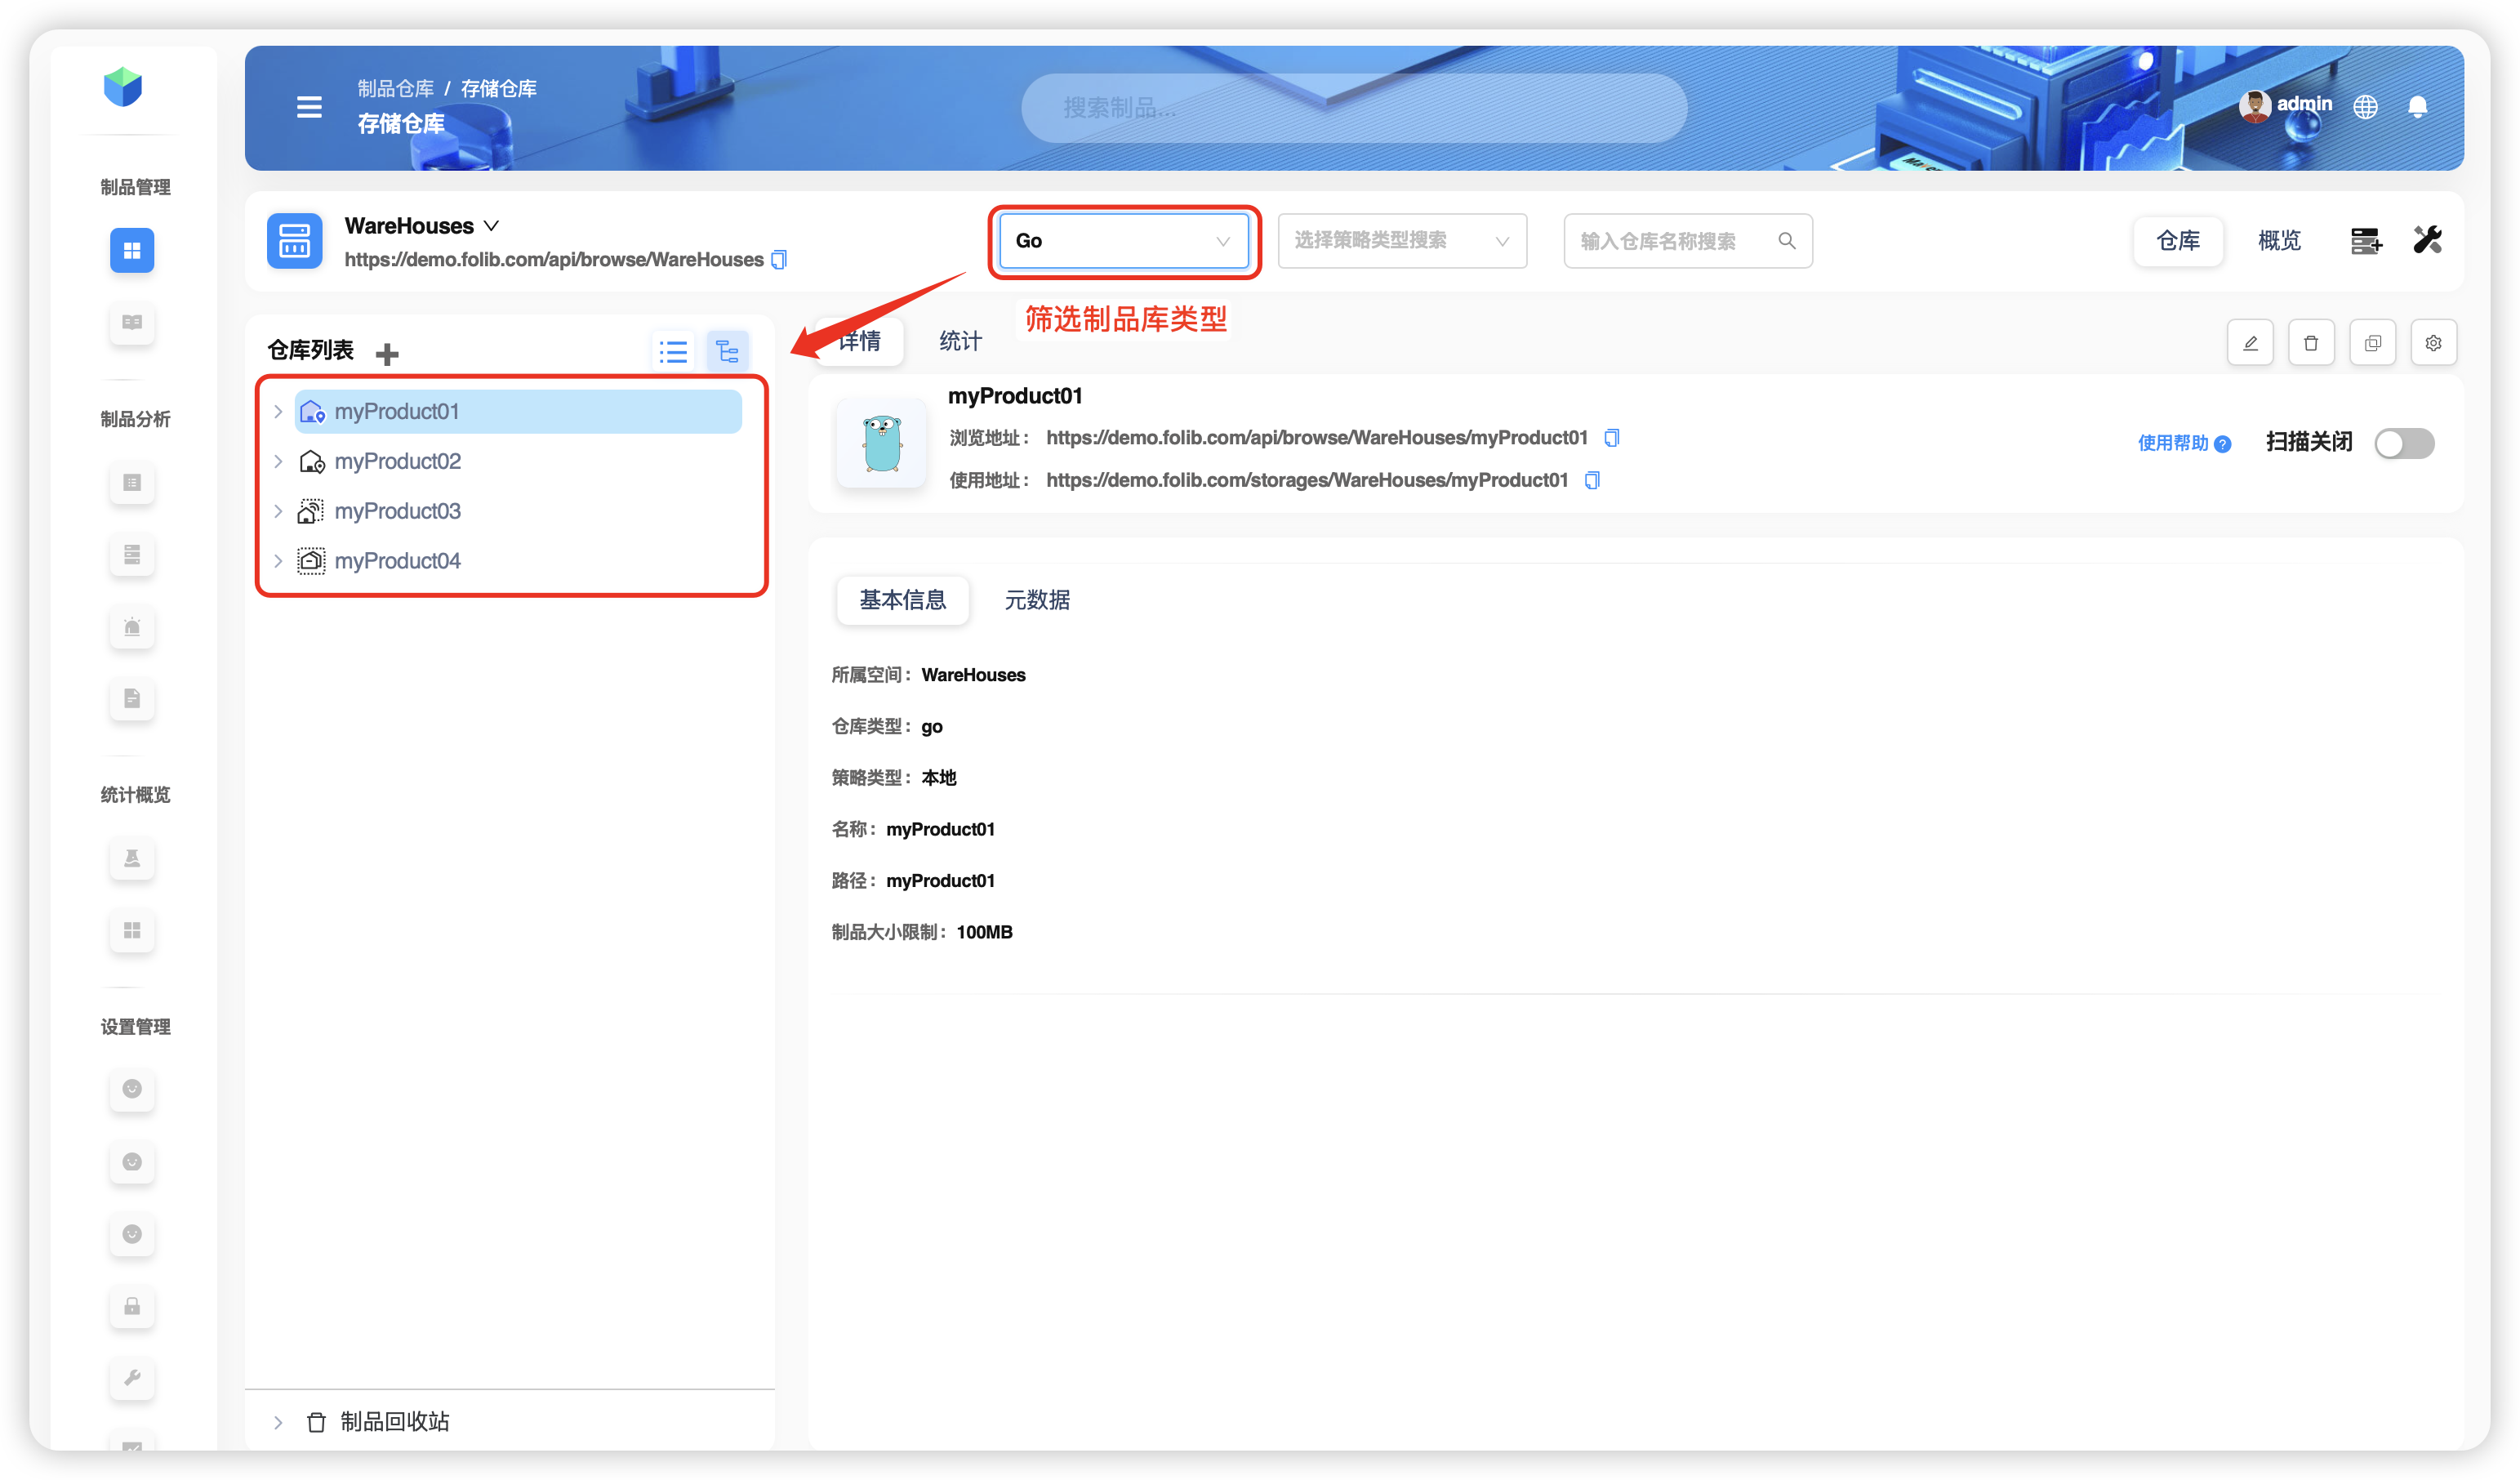 制品仓库 / 存储仓库
存储仓库
搜索制品...
admin
制品管理
制品分析
统计概览
设置管理
WareHouses
https://demo.folib.com/api/browse/WareHouses
Go
选择策略类型搜索
输入仓库名称搜索
仓库
概览
筛选制品库类型
仓库列表
myProduct01
myProduct02
myProduct03
myProduct04
制品回收站
详情
统计
myProduct01
浏览地址： https://demo.folib.com/api/browse/WareHouses/myProduct01
使用地址： https://demo.folib.com/storages/WareHouses/myProduct01
使用帮助
扫描关闭
基本信息
元数据
所属空间： WareHouses
仓库类型： go
策略类型： 本地
名称： myProduct01
路径： myProduct01
制品大小限制： 100MB